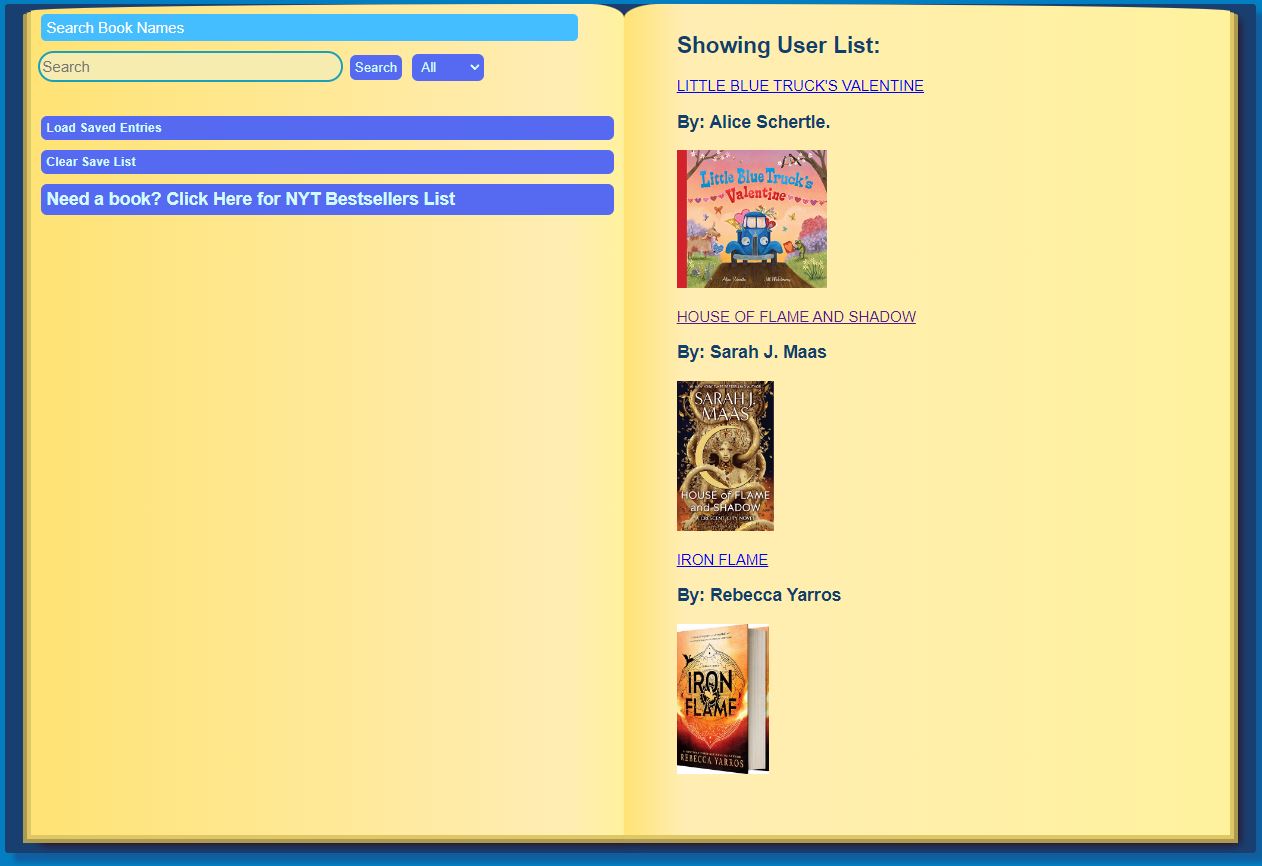 Search Book Names
Search
Search
All
Load Saved Entries
Clear Save List
Need a book? Click Here for NYT Bestsellers List
Showing User List:
LITTLE BLUE TRUCK'S VALENTINE
By: Alice Schertle.
Little Blue Truck's
Valentine
HOUSE OF FLAME AND SHADOW
By: Sarah J. Maas
SARAH J.
MAAS
HOUSE of FLAME
and SHADOW
A CRESCENT CITY NOVEL
IRON FLAME
By: Rebecca Yarros
IRON
FLAME
REBECCA YARROS